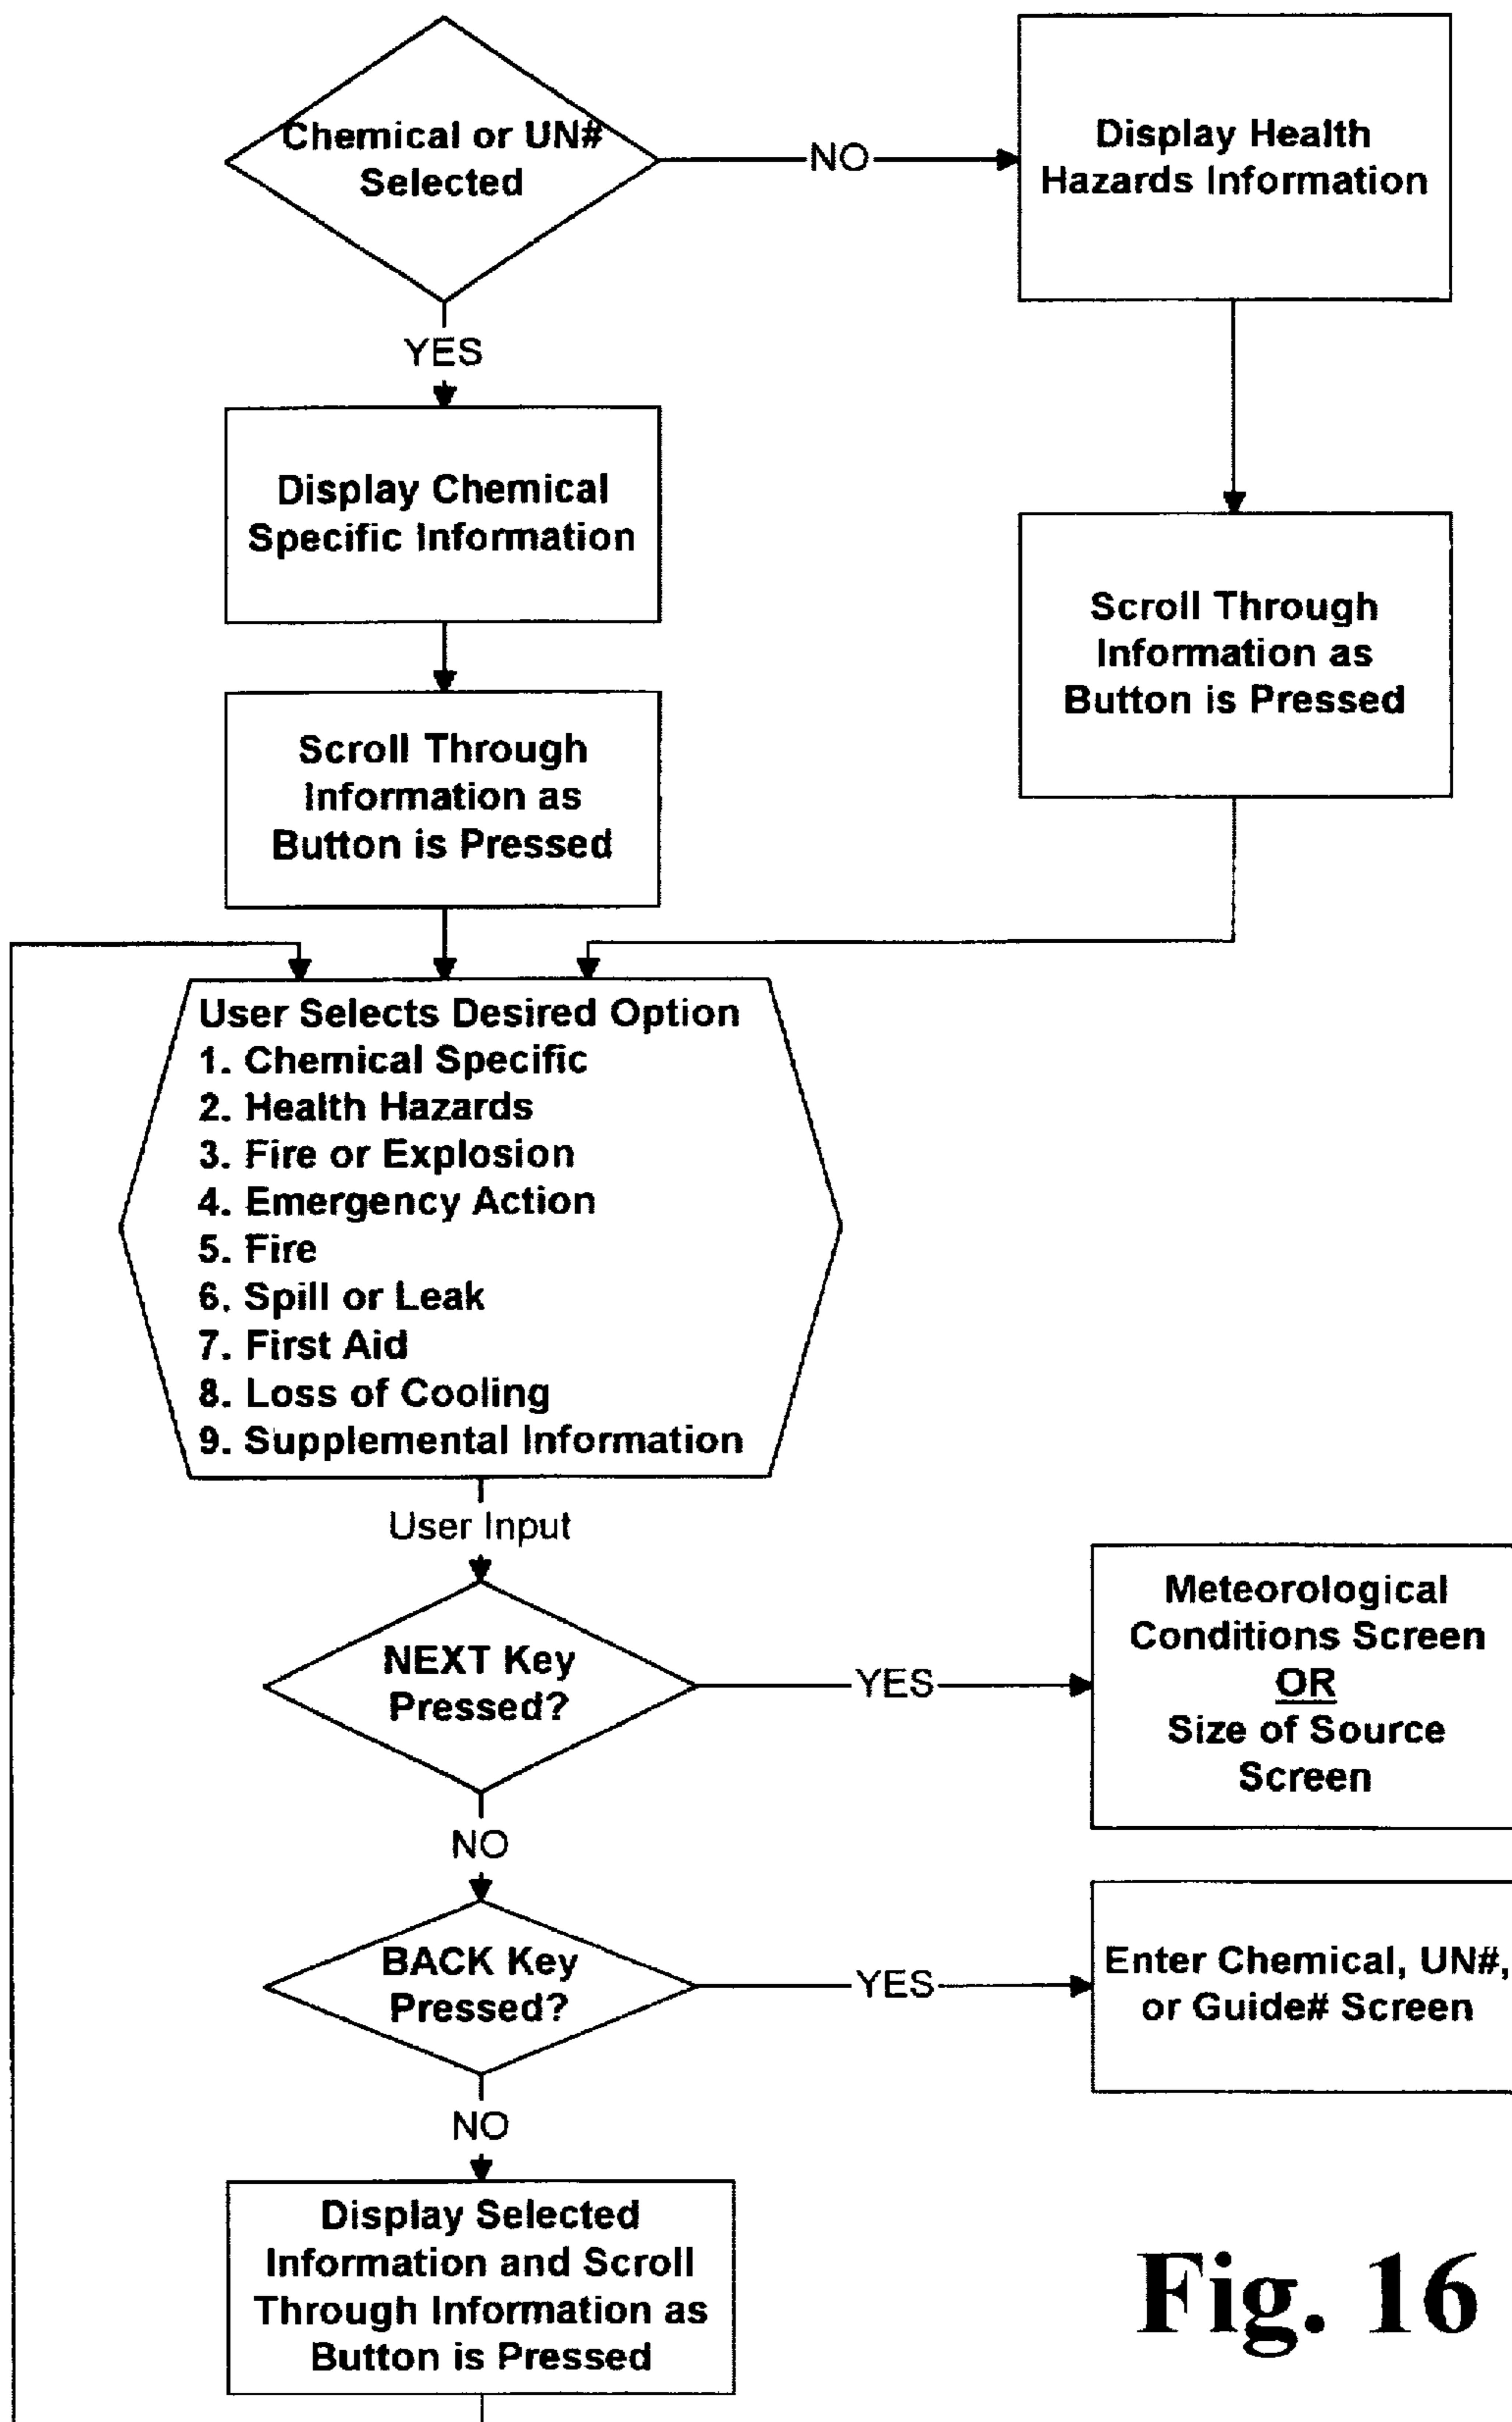 Chemical or UN#
Selected
NO
Display Health
Hazards Information
YES
Display Chemical
Specific Information
Scroll Through
Information as
Button is Pressed
Scroll Through
Information as
Button is Pressed
User Selects Desired Option
1. Chemical Specific
2. Health Hazards
3. Fire or Explosion
4. Emergency Action
5. Fire
6. Spill or Leak
7. First Aid
8. Loss of Cooling
9. Supplemental Information
User Input
NEXT Key
Pressed?
YES
Meteorological
Conditions Screen
OR
Size of Source
Screen
NO
BACK Key
Pressed?
YES
Enter Chemical, UN#,
or Guide# Screen
NO
Display Selected
Information and Scroll
Through Information as
Button is Pressed
Fig. 16